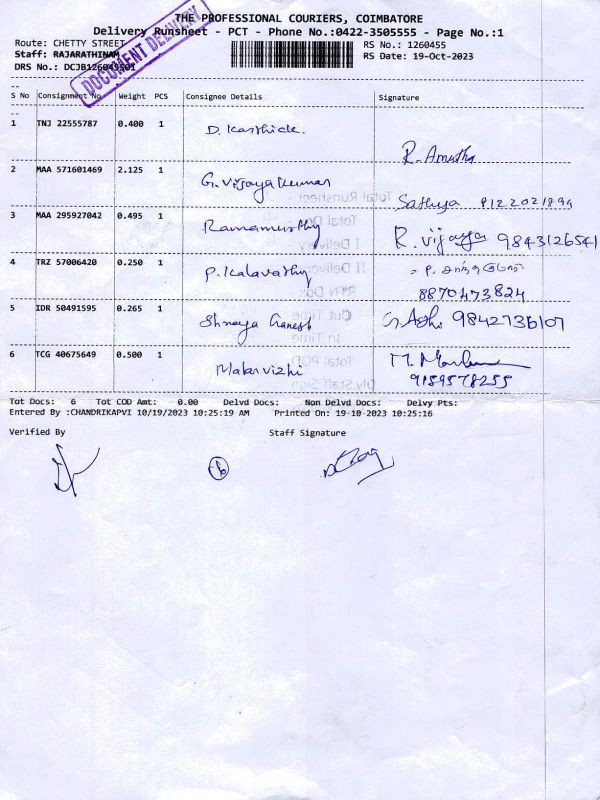 THE PROFESSIONAL COURIERS, COIMBATORE
Delivery Runsheet - PCT - Phone No.:0422-3505555 - Page No.:1
Route: CHETTY STREET
RS No.: 1260455
Staff: RAJARATHINAM
RS Date: 19-Oct-2023
DRS No.: DCJB126045501
DOCUMENT DELIVERY
S No Consignment No Weight PCS Consignee Details Signature
1 TNJ 22555787 0.400 1 D. Karthick. R. Amutha
2 MAA 571601469 2.125 1 G. Vijayakumar Sathya 9122021899
3 MAA 295927042 0.495 1 Ramamurthy R. Vijaya 9843126541
4 TRZ 57006420 0.250 1 P. Kalavathy 8870473824
5 IDR 50491595 0.265 1 Shreya Ganesh 9842736107
6 TCG 40675649 0.500 1 Malarvizhi 9159578255
Tot Docs: 6 Tot COD Amt: 0.00 Delvd Docs: Non Delvd Docs: Delvy Pts:
Entered By :CHANDRIKAPVI 10/19/2023 10:25:19 AM Printed On: 19-10-2023 10:25:16
Verified By Staff Signature
6